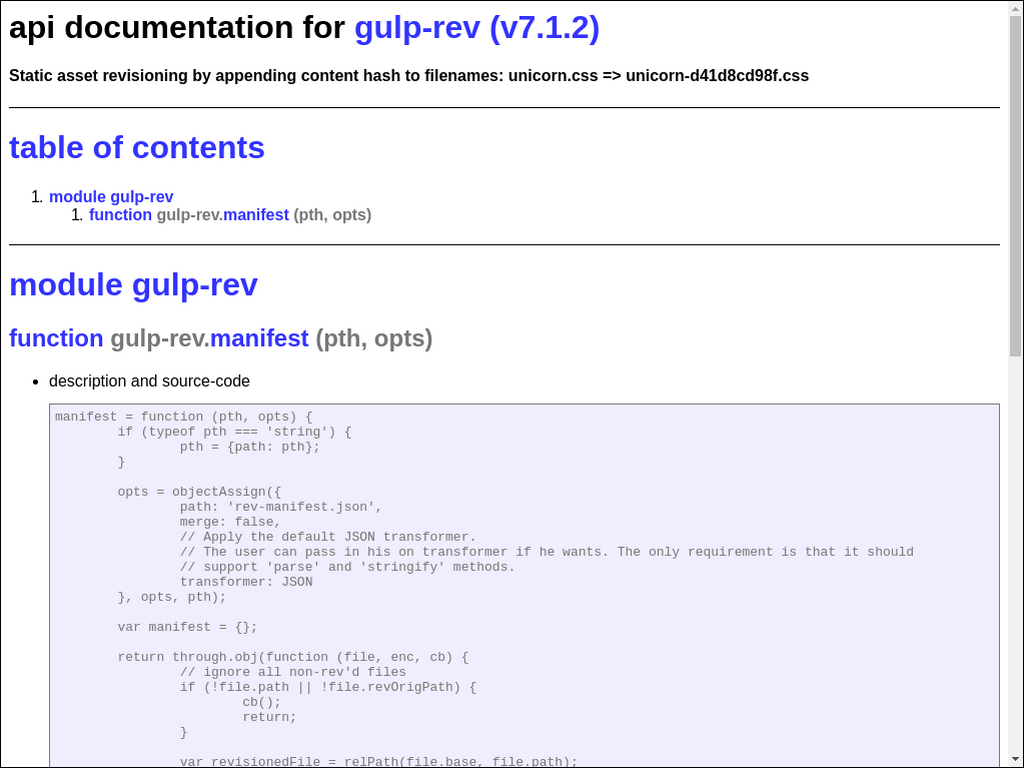 api documentation for gulp-rev (v7.1.2)
Static asset revisioning by appending content hash to filenames: unicorn.css => unicorn-d41d8cd98f.css
table of contents
1. module gulp-rev
1. function gulp-rev.manifest (pth, opts)
module gulp-rev
function gulp-rev.manifest (pth, opts)
• description and source-code
manifest = function (pth, opts) {
        if (typeof pth === 'string') {
                pth = {path: pth};
        }

        opts = objectAssign({
                path: 'rev-manifest.json',
                merge: false,
                // Apply the default JSON transformer.
                // The user can pass in his on transformer if he wants. The only requirement is that it should
                // support 'parse' and 'stringify' methods.
                transformer: JSON
        }, opts, pth);

        var manifest = {};

        return through.obj(function (file, enc, cb) {
                // ignore all non-rev'd files
                if (!file.path || !file.revOrigPath) {
                        cb();
                        return;
                }

                var revisionedFile = relPath(file.base, file.path);